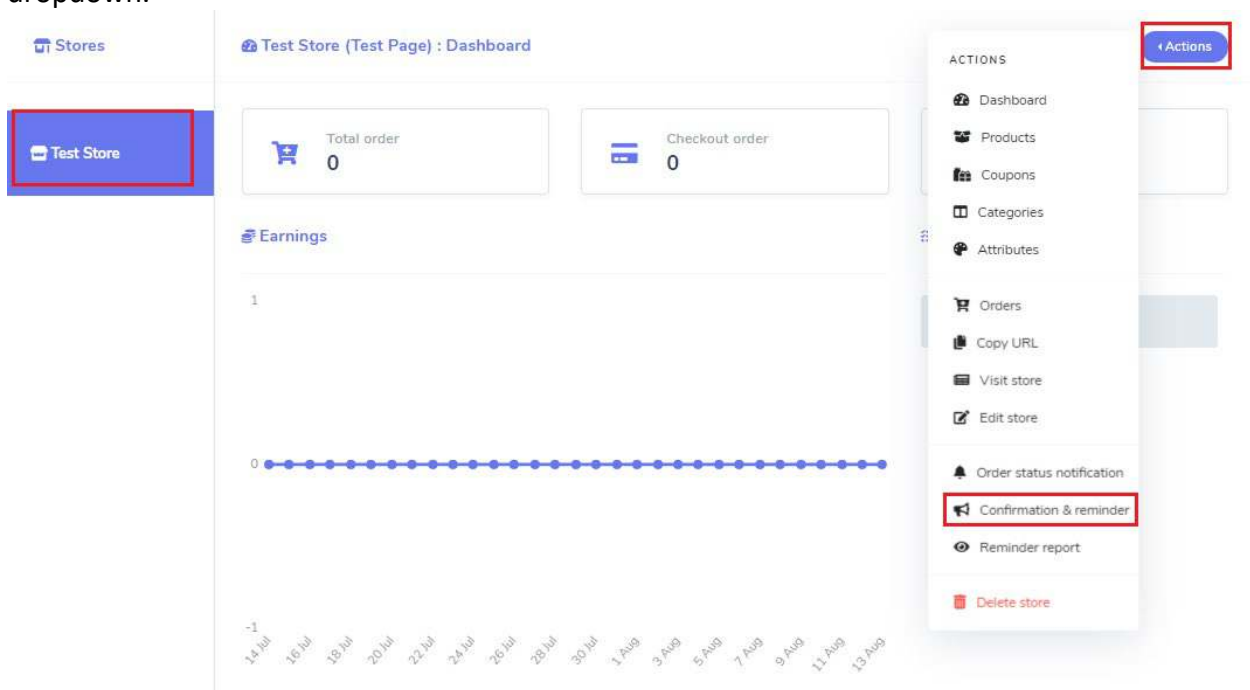 dropdown.
Stores
Test Store (Test Page) : Dashboard
Actions
Test Store
Total order
0
Checkout order
0
Earnings
1
0
-1
14 Jul
16 Jul
18 Jul
20 Jul
22 Jul
24 Jul
26 Jul
28 Jul
30 Jul
1 Aug
3 Aug
5 Aug
7 Aug
9 Aug
11 Aug
13 Aug
ACTIONS
Dashboard
Products
Coupons
Categories
Attributes
Orders
Copy URL
Visit store
Edit store
Order status notification
Confirmation & reminder
Reminder report
Delete store